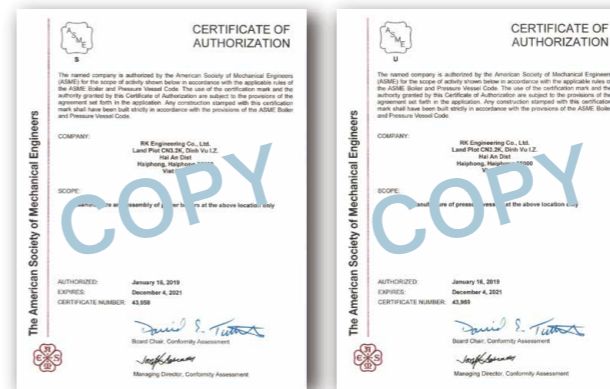 ASME
S
CERTIFICATE OF
AUTHORIZATION
The named company is authorized by the American Society of Mechanical Engineers
(ASME) for the scope of activity shown below in accordance with the applicable rules of
the ASME Boiler and Pressure Vessel Code. The use of the certification mark and the
authority granted by this Certificate of Authorization are subject to the provisions of the
agreement set forth in the application. Any construction stamped with this certification
mark shall have been built strictly in accordance with the provisions of the ASME Boiler
and Pressure Vessel Code.
COMPANY:
RK Engineering Co., Ltd.
Land Plot CN3.2K, Dinh Vu I.Z.
Hai An Dist
Haiphong, Haiphong
Viet
SCOPE:
assembly of boilers at the above location only
COPY
AUTHORIZED: January 16, 2019
EXPIRES: December 4, 2021
CERTIFICATE NUMBER: 43,958
Board Chair, Conformity Assessment
Managing Director, Conformity Assessment
The American Society of Mechanical Engineers
ASME
U
CERTIFICATE OF
AUTHORIZATION
The named company is authorized by the American Society of Mechanical Engineers
(ASME) for the scope of activity shown below in accordance with the applicable rules of
the ASME Boiler and Pressure Vessel Code. The use of the certification mark and the
authority granted by this Certificate of Authorization are subject to the provisions of the
agreement set forth in the application. Any construction stamped with this certification
mark shall have been built strictly in accordance with the provisions of the ASME Boiler
and Pressure Vessel Code.
COMPANY:
RK Engineering Co., Ltd.
Land Plot CN3.2K, Dinh Vu I.Z.
Hai An Dist
Haiphong,
SCOPE:
of at the above location only
COPY
AUTHORIZED: January 16, 2019
EXPIRES: December 4, 2021
CERTIFICATE NUMBER:
Board Chair, Conformity Assessment
Managing Director, Conformity Assessment
The American Society of Mechanical Engineers